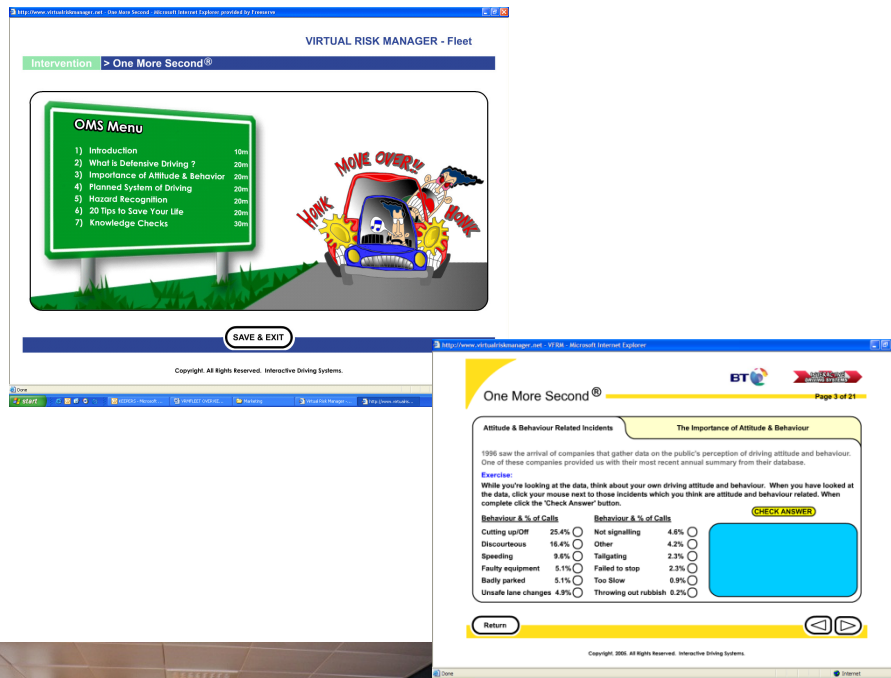 http://www.virtualriskmanager.net - One More Second - Microsoft Internet Explorer provided by Freeserve
VIRTUAL RISK MANAGER - Fleet
Intervention > One More Second®
OMS Menu
1) Introduction 10m
2) What is Defensive Driving ? 20m
3) Importance of Attitude & Behavior 20m
4) Planned System of Driving 20m
5) Hazard Recognition 20m
6) 20 Tips to Save Your Life 20m
7) Knowledge Checks 30m
MOVE OVER!!
HONK
HONK
SAVE & EXIT
Copyright. All Rights Reserved. Interactive Driving Systems.
Done
start
KEEPERS - Microsoft ...
VRMFLEET OVERVIE...
Marketing
Virtual Risk Manager - ...
http://www.virtualris...
http://www.virtualriskmanager.net - VFRM - Microsoft Internet Explorer
BT
DRIVING SYSTEMS
One More Second®
Page 3 of 21
Attitude & Behaviour Related Incidents
The Importance of Attitude & Behaviour
1996 saw the arrival of companies that gather data on the public's perception of driving attitude and behaviour.
One of these companies provided us with their most recent annual summary from their database.
Exercise:
While you're looking at the data, think about your own driving attitude and behaviour. When you have looked at
the data, click your mouse next to those incidents which you think are attitude and behaviour related. When
complete click the 'Check Answer' button.
CHECK ANSWER
Behaviour & % of Calls Behaviour & % of Calls
Cutting up/Off 25.4% Not signalling 4.6%
Discourteous 16.4% Other 4.2%
Speeding 9.6% Tailgating 2.3%
Faulty equipment 5.1% Failed to stop 2.3%
Badly parked 5.1% Too Slow 0.9%
Unsafe lane changes 4.9% Throwing out rubbish 0.2%
Return
Copyright. 2005. All Rights Reserved. Interactive Driving Systems.
Done
Internet